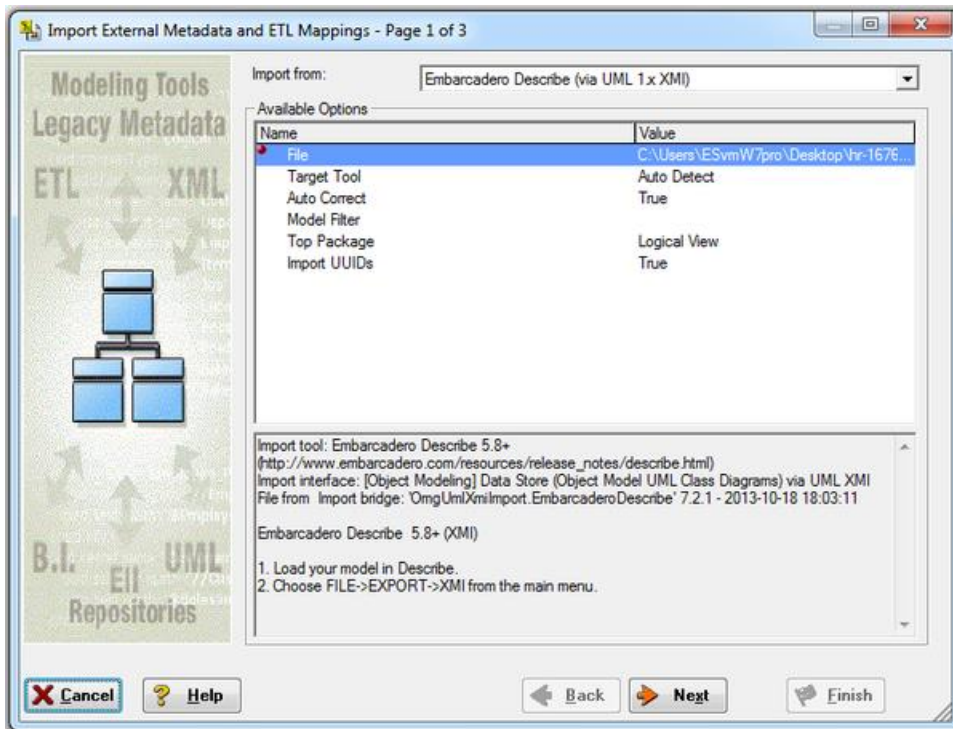 Import External Metadata and ETL Mappings - Page 1 of 3
Modeling Tools
Legacy Metadata
ETL XML
B.I. UML
EII
Repositories
Import from: Embarcadero Describe (via UML 1.x XMI)
Available Options
Name Value
File C:\Users\ESvmW7pro\Desktop\hr-1676...
Target Tool Auto Detect
Auto Correct True
Model Filter
Top Package Logical View
Import UUIDs True
Import tool: Embarcadero Describe 5.8+
(http://www.embarcadero.com/resources/release_notes/describe.html)
Import interface: [Object Modeling] Data Store (Object Model UML Class Diagrams) via UML XMI
File from Import bridge: 'OmgUmlXmiImport.EmbarcaderoDescribe' 7.2.1 - 2013-10-18 18:03:11
Embarcadero Describe 5.8+ (XMI)
1. Load your model in Describe.
2. Choose FILE->EXPORT->XMI from the main menu.
Cancel Help Back Next Finish